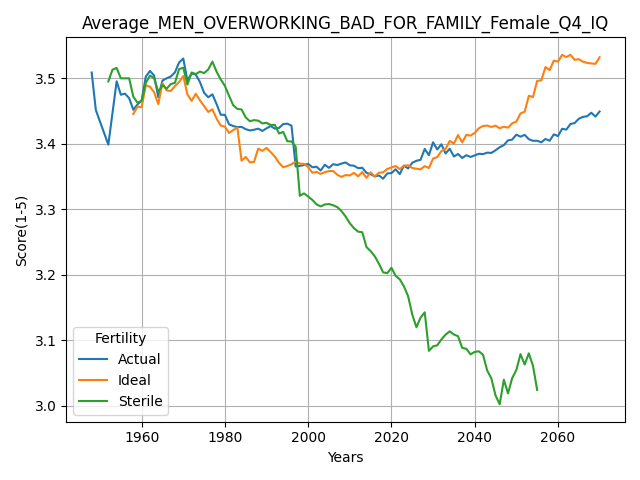 Average_MEN_OVERWORKING_BAD_FOR_FAMILY_Female_Q4_IQ
3.5
3.4
3.3
3.2
3.1
3.0
Score(1-5)
Fertility
Actual
Ideal
Sterile
1960 1980 2000 2020 2040 2060
Years